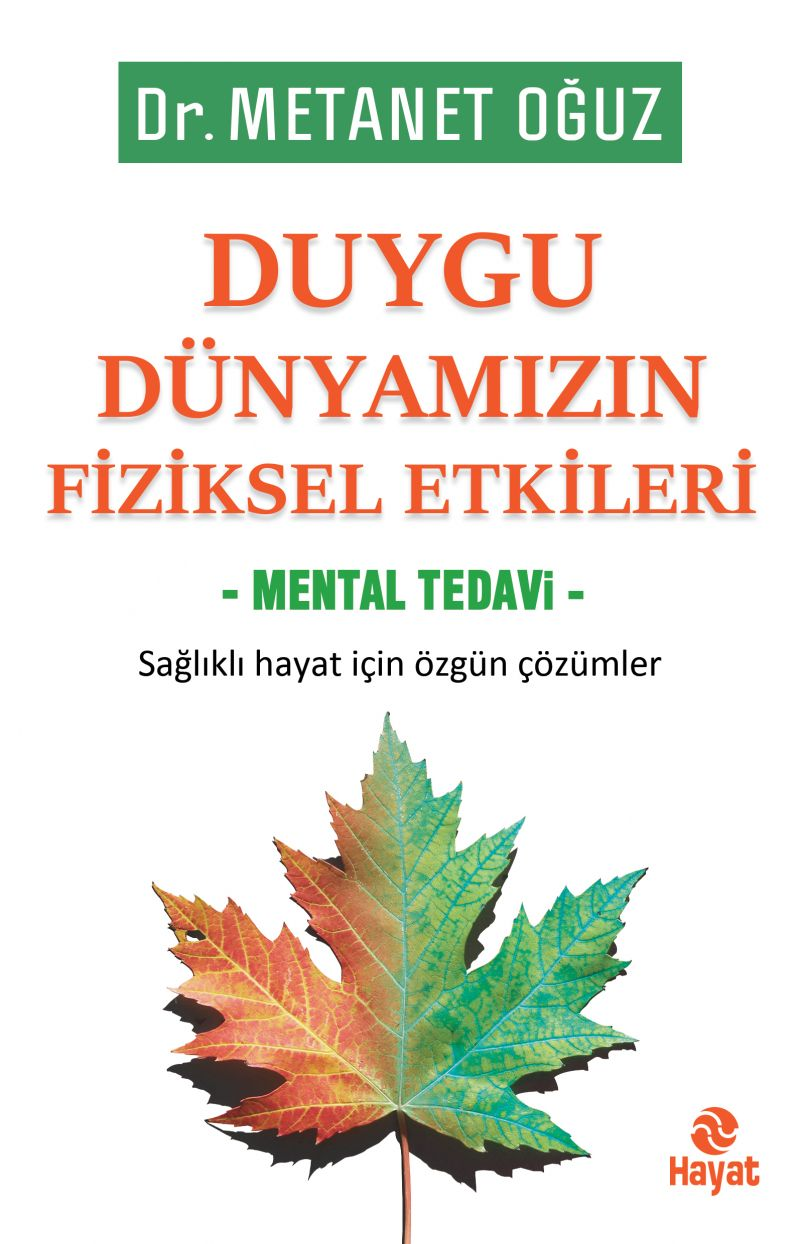 Dr. METANET OĞUZ
DUYGU
DÜNYAMIZIN
FİZİKSEL ETKİLERİ
- MENTAL TEDAVi -
Sağlıklı hayat için özgün çözümler
Hayat